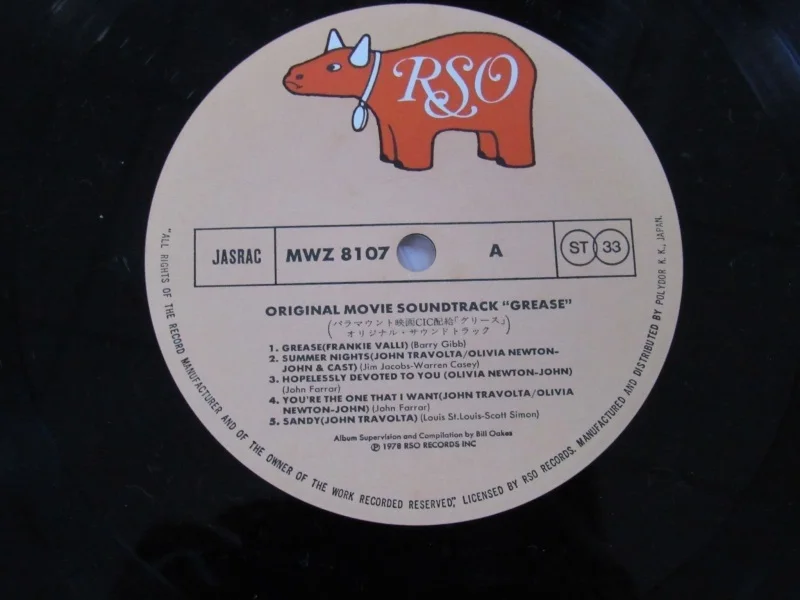 RSO
JASRAC
MWZ 8107
A
ST
33
ORIGINAL MOVIE SOUNDTRACK "GREASE"
(パラマウント映画CIC配給「グリース」
オリジナル・サウンドトラック)
1. GREASE(FRANKIE VALLI) (Barry Gibb)
2. SUMMER NIGHTS(JOHN TRAVOLTA/OLIVIA NEWTON-
JOHN & CAST) (Jim Jacobs-Warren Casey)
3. HOPELESSLY DEVOTED TO YOU (OLIVIA NEWTON-JOHN)
(John Farrar)
4. YOU'RE THE ONE THAT I WANT(JOHN TRAVOLTA/OLIVIA
NEWTON-JOHN) (John Farrar)
5. SANDY(JOHN TRAVOLTA) (Louis St.Louis-Scott Simon)
Album Supervision and Compilation by Bill Oakes
Ⓟ 1978 RSO RECORDS INC
"ALL RIGHTS OF THE RECORD MANUFACTURER AND OF THE OWNER OF THE WORK RECORDED RESERVED", LICENSED BY RSO RECORDS. MANUFACTURED AND DISTRIBUTED BY POLYDOR K. K., JAPAN.